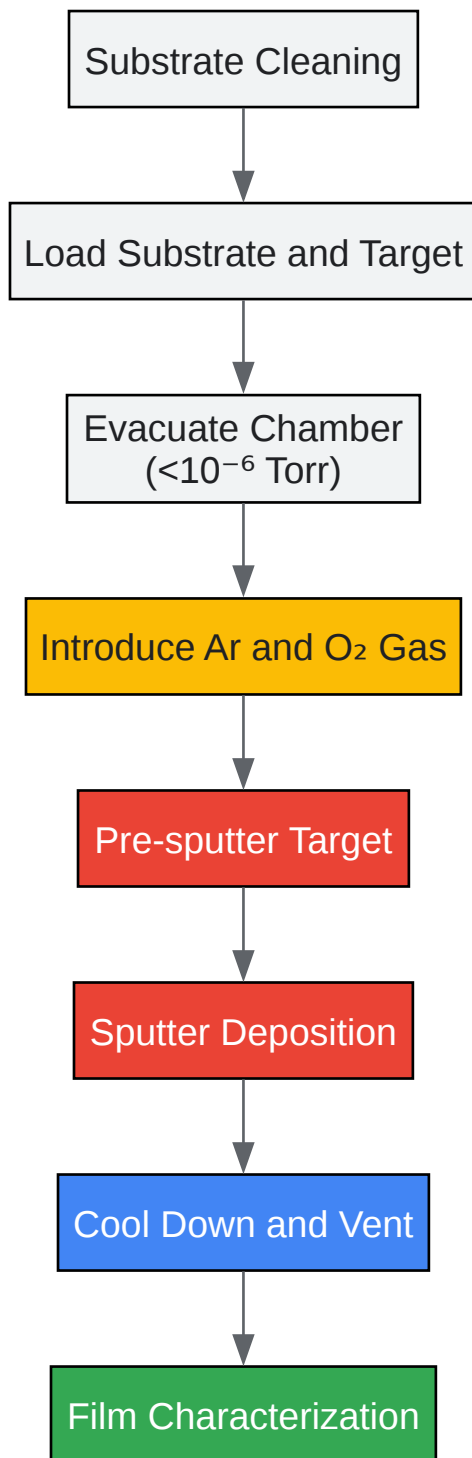 Substrate Cleaning
Load Substrate and Target
Evacuate Chamber
(<10⁻⁶ Torr)
Introduce Ar and O₂ Gas
Pre-sputter Target
Sputter Deposition
Cool Down and Vent
Film Characterization